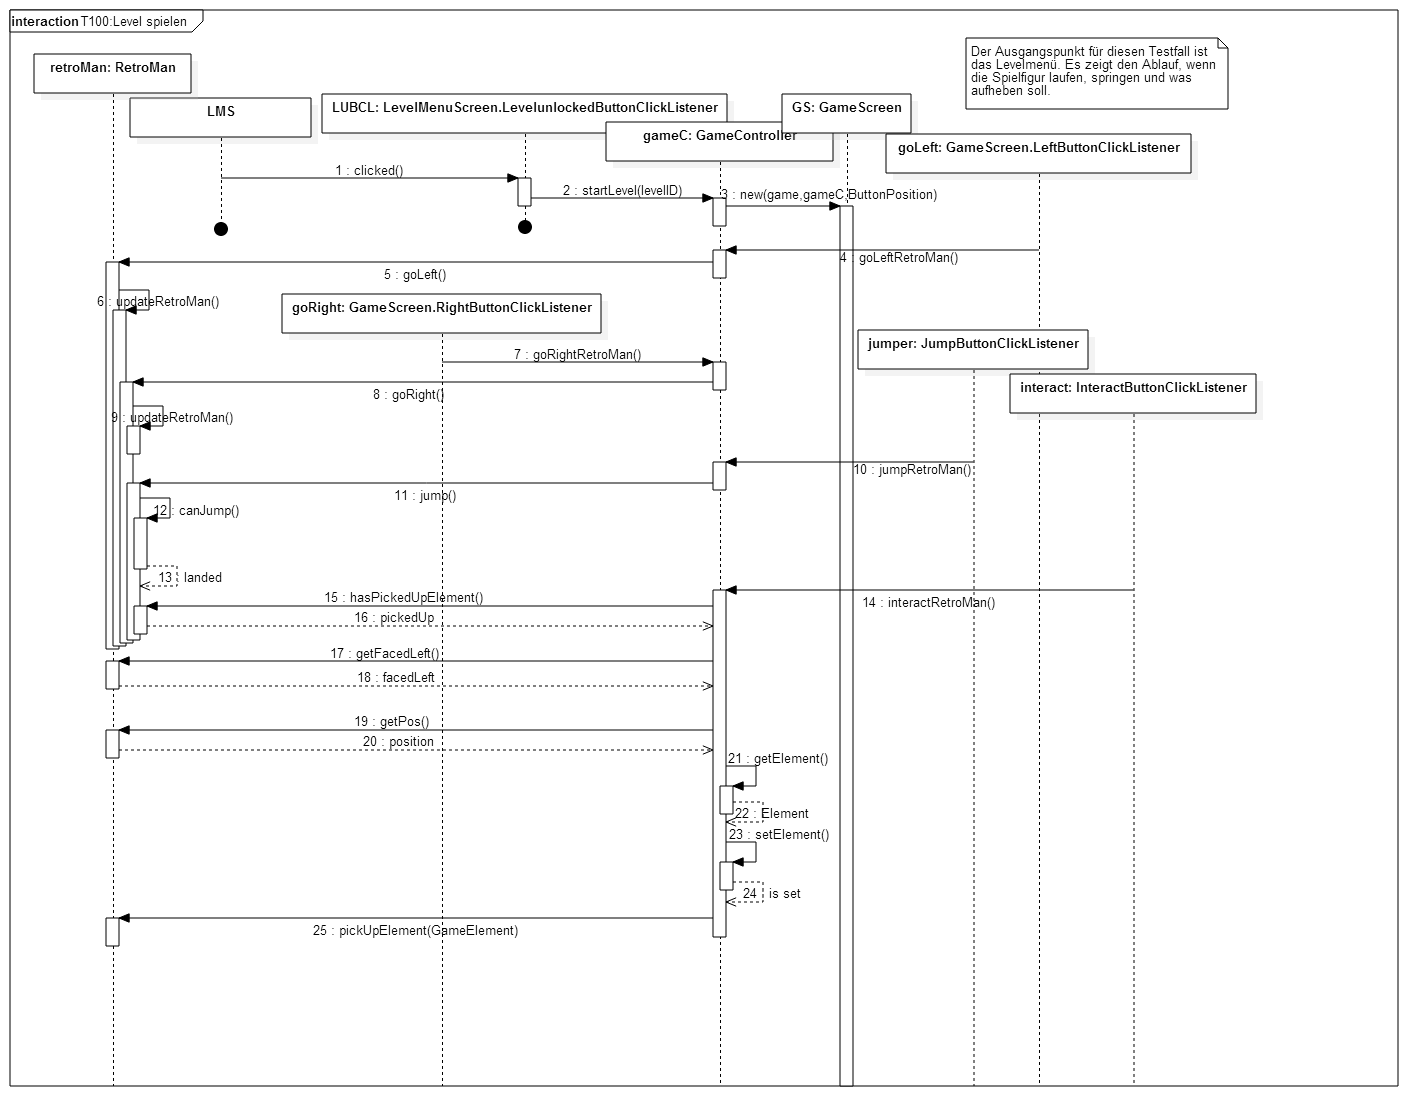 interaction T100:Level spielen
Der Ausgangspunkt für diesen Testfall ist
das Levelmenü. Es zeigt den Ablauf, wenn
die Spielfigur laufen, springen und was
aufheben soll.
retroMan: RetroMan
LMS
LUBCL: LevelMenuScreen.LevelunlockedButtonClickListener
GS: GameScreen
gameC: GameController
goLeft: GameScreen.LeftButtonClickListener
1 : clicked()
2 : startLevel(levelID)
3 : new(game,gameC,ButtonPosition)
4 : goLeftRetroMan()
5 : goLeft()
6 : updateRetroMan()
goRight: GameScreen.RightButtonClickListener
jumper: JumpButtonClickListener
7 : goRightRetroMan()
interact: InteractButtonClickListener
8 : goRight()
9 : updateRetroMan()
10 : jumpRetroMan()
11 : jump()
12 : canJump()
13 : landed
15 : hasPickedUpElement()
14 : interactRetroMan()
16 : pickedUp
17 : getFacedLeft()
18 : facedLeft
19 : getPos()
20 : position
21 : getElement()
22 : Element
23 : setElement()
24 : is set
25 : pickUpElement(GameElement)